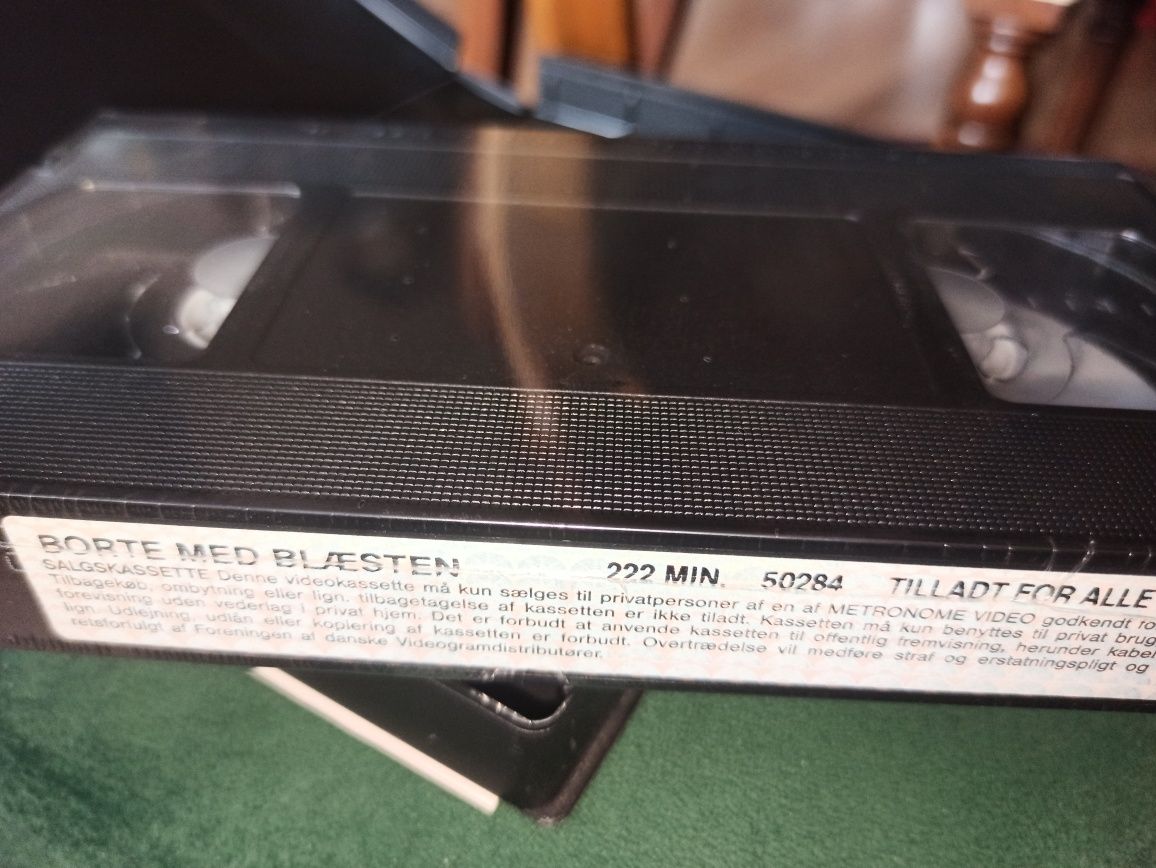 BORTE MED BLÆSTEN 222 MIN. 50284 TILLADT FOR ALLE
SALGSKASSETTE Denne videokassette må kun sælges til privatpersoner af en af METRONOME VIDEO godkendt
Tilbagekøb, ombytning eller lign. tilbagetagelse af kassetten er ikke tiladt. Kassetten må kun benyttes til privat brug
forevisning uden vederlag i privat hjem. Det er forbudt at anvende kassetten til offentlig fremvisning, herunder kabel
lign. Udlejning, udlån eller kopiering af kassetten er forbudt. Overtrædelse vil medføre straf og erstatningspligt og
retsforfulgt af Foreningen af danske Videogramdistributører.